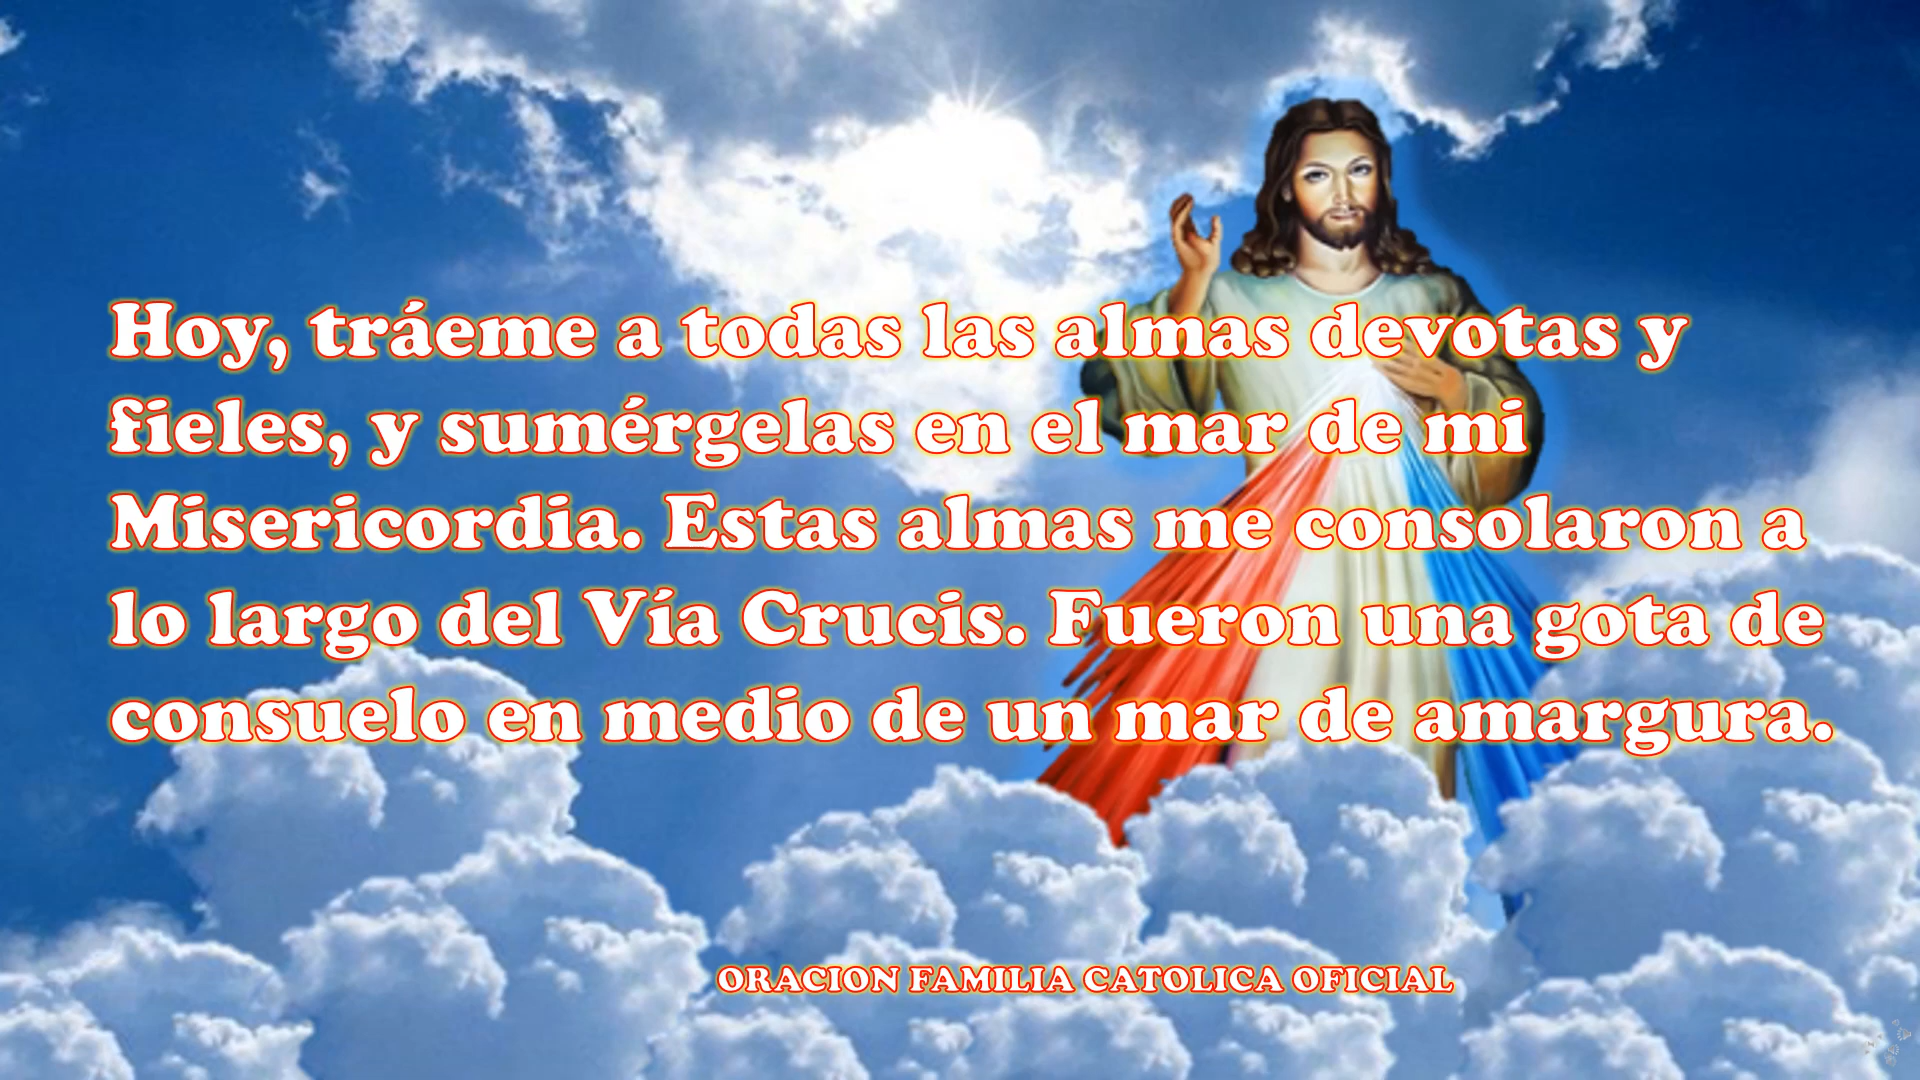 Hoy, tráeme a todas las almas devotas y
fieles, y sumérgelas en el mar de mi
Misericordia. Estas almas me consolaron a
lo largo del Vía Crucis. Fueron una gota de
consuelo en medio de un mar de amargura.
ORACION FAMILIA CATOLICA OFICIAL